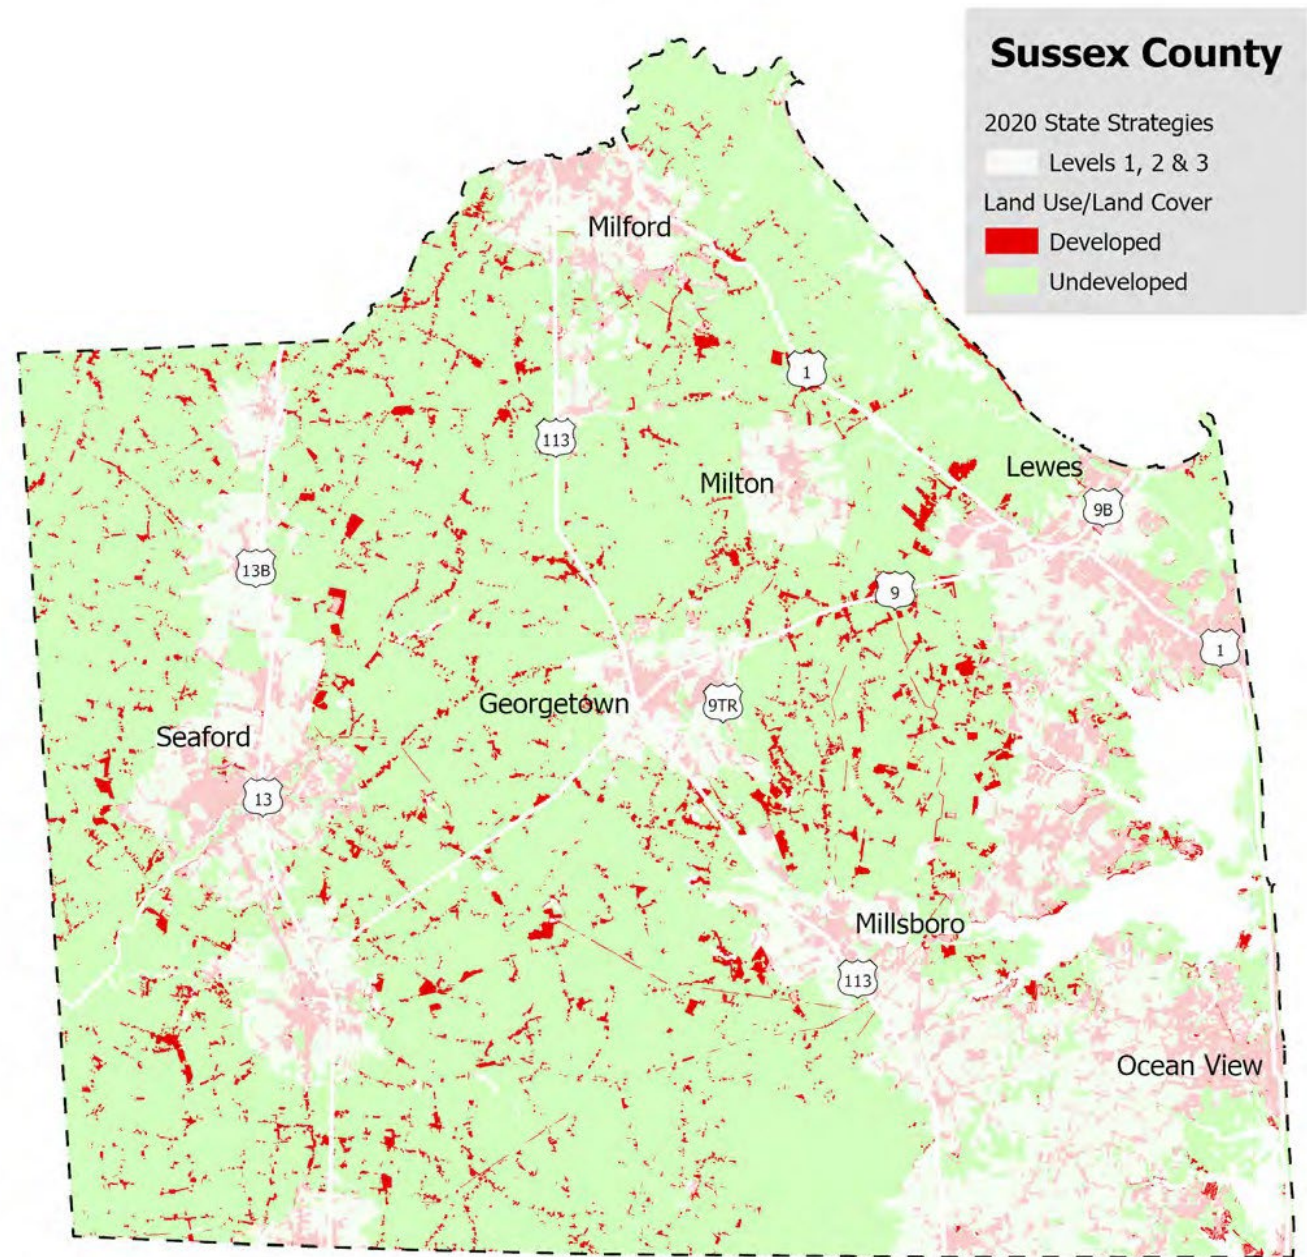 Sussex County
2020 State Strategies
Levels 1, 2 & 3
Land Use/Land Cover
Developed
Undeveloped
Milford
1
113
Milton
Lewes
9B
13B
9
1
Georgetown
9TR
Seaford
13
Millsboro
113
Ocean View